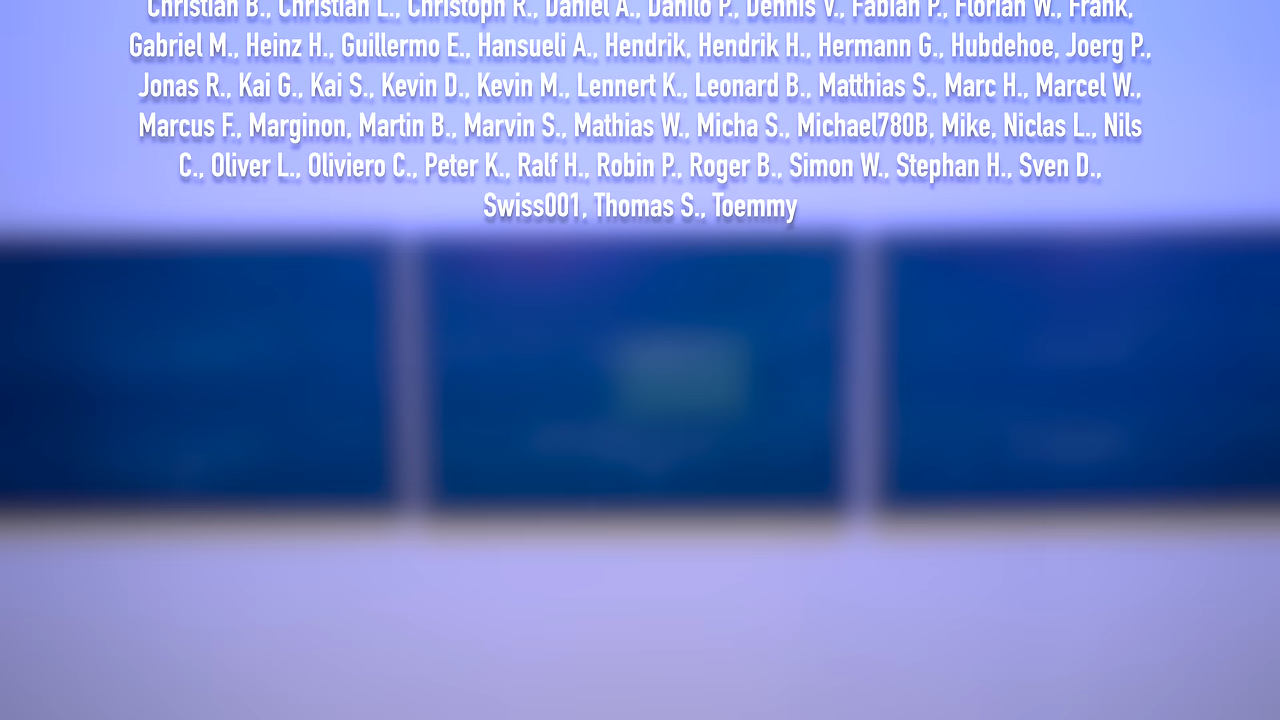 Christian B., Christian L., Christoph R., Daniel A., Danilo P., Dennis V., Fabian P., Florian W., Frank,
Gabriel M., Heinz H., Guillermo E., Hansueli A., Hendrik, Hendrik H., Hermann G., Hubdehoe, Joerg P.,
Jonas R., Kai G., Kai S., Kevin D., Kevin M., Lennert K., Leonard B., Matthias S., Marc H., Marcel W.,
Marcus F., Marginon, Martin B., Marvin S., Mathias W., Micha S., Michael780B, Mike, Niclas L., Nils
C., Oliver L., Oliviero C., Peter K., Ralf H., Robin P., Roger B., Simon W., Stephan H., Sven D.,
Swiss001, Thomas S., Toemmy